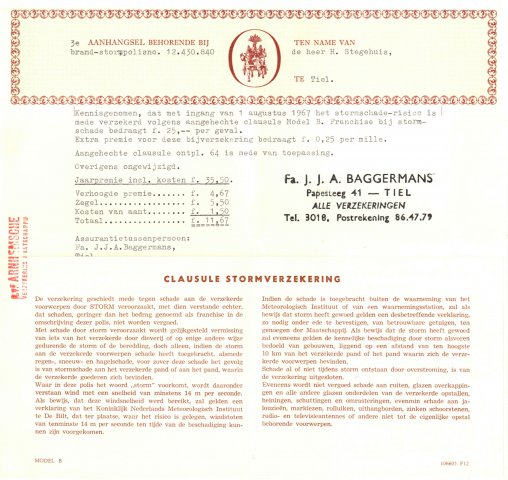 3e AANHANGSEL BEHORENDE BIJ
brand-stormpolisno. 12.430.840
TEN NAME VAN
de heer H. Stegehuis,
TE Tiel.
Kennisgenomen, dat met ingang van 1 augustus 1967 het stormschade-risico is
mede verzekerd volgens aangehechte clausule Model B. Franchise bij storm-
schade bedraagt f. 25,-- per geval.
Extra premie voor deze mede verzekering bedraagt f. 0,25 per mille.
Aangehechte clausule ontpl. 64 is mede van toepassing.
Overigens ongewijzigd.
Jaarpremie incl. kosten f. 35,50
Verhoogde premie..... f. 4,67
Zegel................ f. 5,50
Kosten van aant...... f. 1,50
Totaal............... f. 11,67
Assurantietussenpersoon:
Fa. J.J.A.Baggermans,
Tiel
Fa. J. J. A. BAGGERMANS
Papesteeg 41 — TIEL
ALLE VERZEKERINGEN
Tel. 3018, Postrekening 86.47.79
ARNHEMSCHE
VERZEKERINGS MAATSCHAPPIJ
CLAUSULE STORMVERZEKERING
De verzekering geschiedt mede tegen schade aan de verzekerde
voorwerpen door STORM veroorzaakt, met dien verstande echter,
dat schaden, geringer dan het bedrag genoemd als franchise in de
omschrijving dezer polis, niet worden vergoed.
Met schade door storm veroorzaakt wordt gelijkgesteld vermissing
van iets van het verzekerde door dieverij of op enige andere wijze
gedurende de storm of de beredding, doch alleen, indien de storm
aan de verzekerde voorwerpen schade heeft toegebracht, alsmede
regen-, sneeuw- en hagelschade, voor zover deze schade het gevolg
is van stormschade aan het verzekerde pand of aan het pand, waarin
de verzekerde goederen zich bevinden.
Waar in deze polis het woord „storm" voorkomt, wordt daaronder
verstaan wind met een snelheid van minstens 14 m per seconde.
Als bewijs, dat deze windsnelheid werd bereikt, zal gelden een
verklaring van het Koninklijk Nederlands Meteorologisch Instituut
te De Bilt, dat ter plaatse, waar het risico is gelegen, windstoten
van tenminste 14 m per seconde ten tijde van de beschadiging kun-
nen zijn voorgekomen.
Indien de schade is toegebracht buiten de waarneming van het
Meteorologisch Instituut of van een waarnemingsstation, zal als
bewijs dat storm heeft gewoed gelden een desbetreffende verklaring,
zo nodig onder ede te bevestigen, van betrouwbare getuigen, ten
genoegen der Maatschappij. Als bewijs dat de storm heeft gewoed
zal eveneens gelden de kennelijke beschadiging door storm alsvoren
bedoeld van gebouwen, gelegen op een afstand van ten hoogste
10 km van het verzekerde pand of het pand waarin zich de verze-
kerde voorwerpen bevinden.
Schade al of niet tijdens storm ontstaan door overstroming, is van
de verzekering uitgesloten.
Eveneens wordt niet vergoed schade aan ruiten, glazen overkappin-
gen en alle andere glazen onderdelen van de verzekerde opstallen,
heiningen, schuttingen en omrasteringen, evenmin schade aan ja-
louzieën, markiezen, rolluiken, uithangborden, zinken schoorstenen,
radio- en televisieantennes of andere niet tot de eigenlijke opstal
behorende voorwerpen.
MODEL B
106603 F12